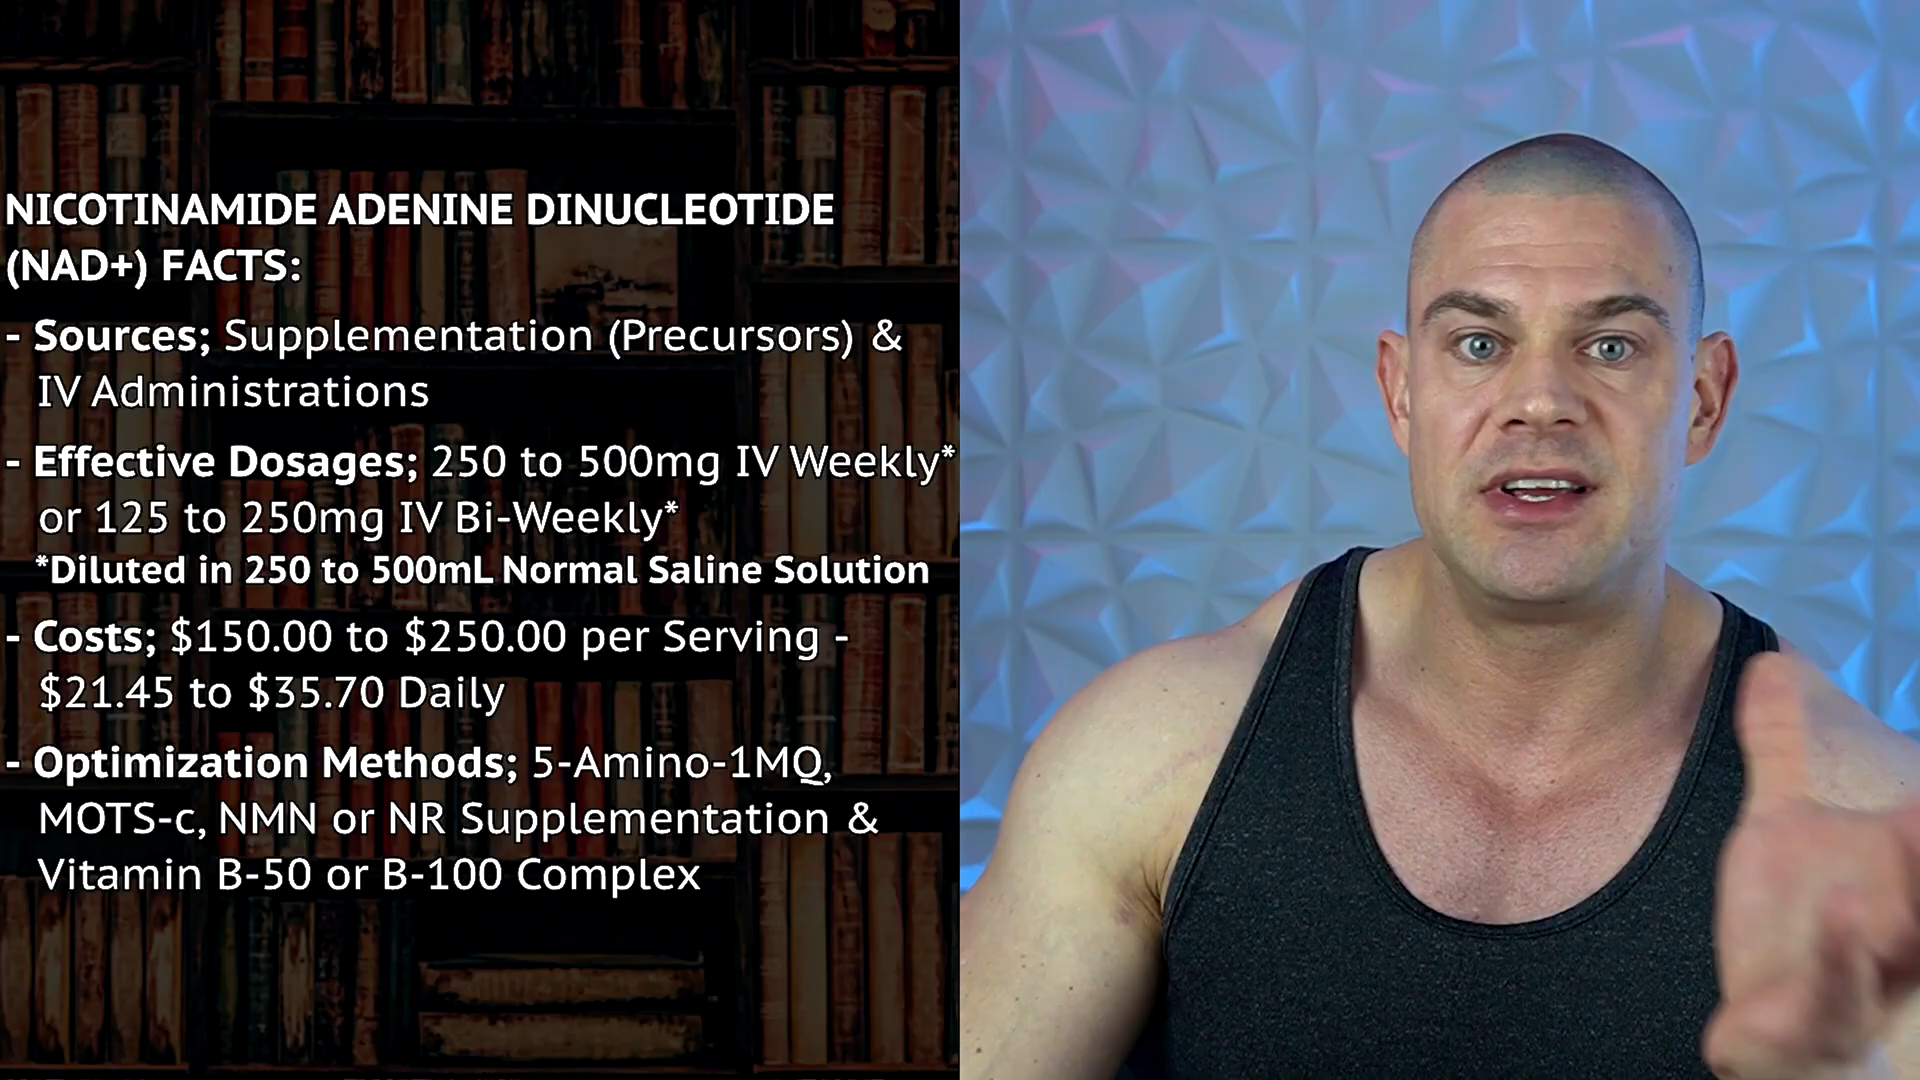 NICOTINAMIDE ADENINE DINUCLEOTIDE
(NAD+) FACTS:
- Sources; Supplementation (Precursors) &
IV Administrations
- Effective Dosages; 250 to 500mg IV Weekly*
or 125 to 250mg IV Bi-Weekly*
*Diluted in 250 to 500mL Normal Saline Solution
- Costs; $150.00 to $250.00 per Serving -
$21.45 to $35.70 Daily
- Optimization Methods; 5-Amino-1MQ,
MOTS-c, NMN or NR Supplementation &
Vitamin B-50 or B-100 Complex